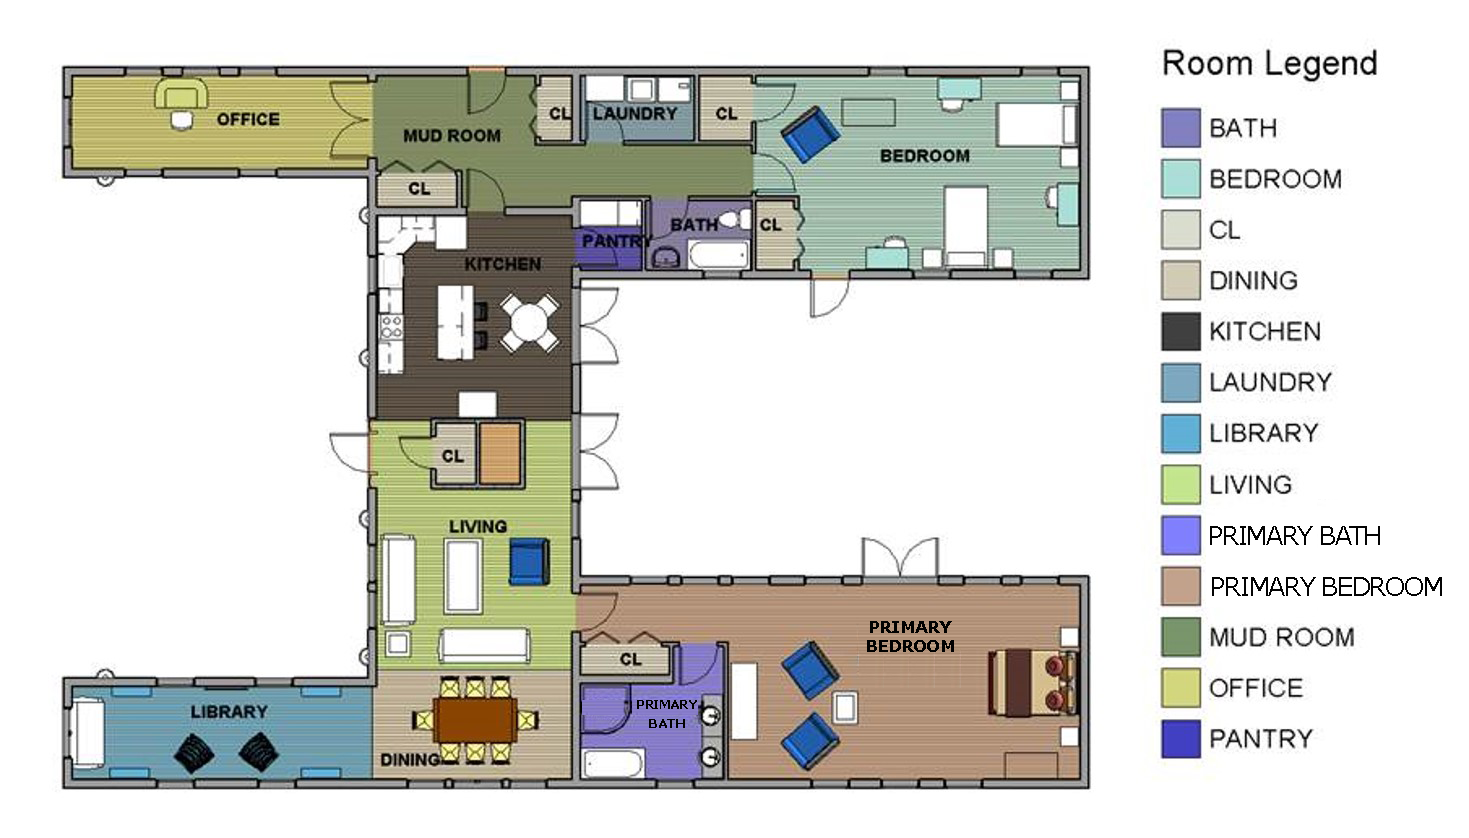 Room Legend
OFFICE
MUD ROOM
CL
LAUNDRY
CL
BEDROOM
CL
PANTRY
BATH
CL
KITCHEN
CL
LIVING
CL
PRIMARY
BEDROOM
LIBRARY
DINING
PRIMARY
BATH
BATH
BEDROOM
CL
DINING
KITCHEN
LAUNDRY
LIBRARY
LIVING
PRIMARY BATH
PRIMARY BEDROOM
MUD ROOM
OFFICE
PANTRY